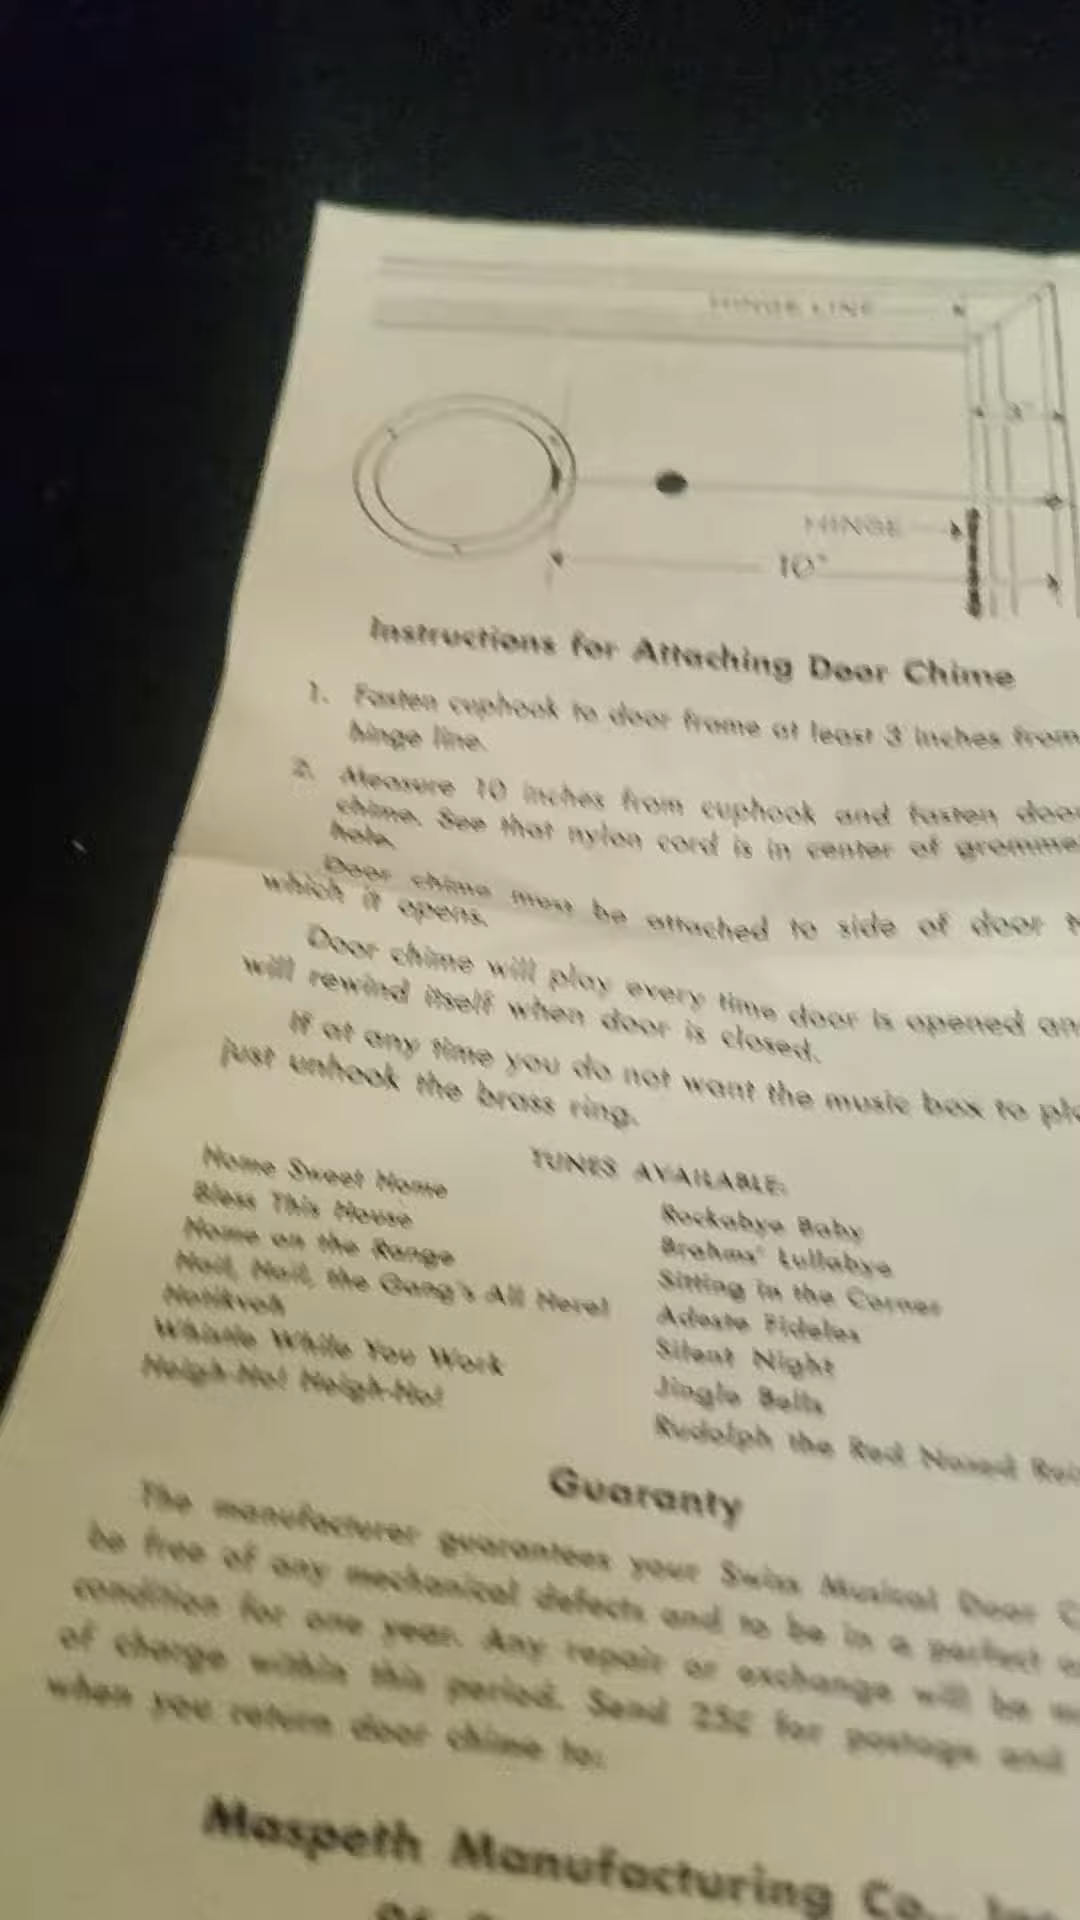 HINGE LINE
3"
HINGE
10"
Instructions for Attaching Door Chime
1. Fasten cuphook to door frame at least 3 inches from
hinge line.
2. Measure 10 inches from cuphook and fasten door
chime. See that nylon cord is in center of
hole.
Door chime must be attached to side of door
which it opens.
Door chime will play every time door is opened
will rewind itself when door is closed.
If at any time you do not want the music box to
just unhook the brass ring.
TUNES AVAILABLE:
Home Sweet Home
Bless This House
Home on the Range
Hail, Hail, the Gang's All Here!
Hatikvoh
Whistle While You Work
Heigh-Ho! Heigh-Ho!
Rockabye Baby
Brahms' Lullabye
Sitting in the Corner
Adeste Fideles
Silent Night
Jingle Bells
Rudolph the Red Nosed
Guaranty
The manufacturer guarantees your Swiss Musical Door
be free of any mechanical defects and to be in a perfect
condition for one year. Any repair or exchange will be
of charge within this period. Send 25¢ for postage and
when you return door chime to:
Maspeth Manufacturing Co.,